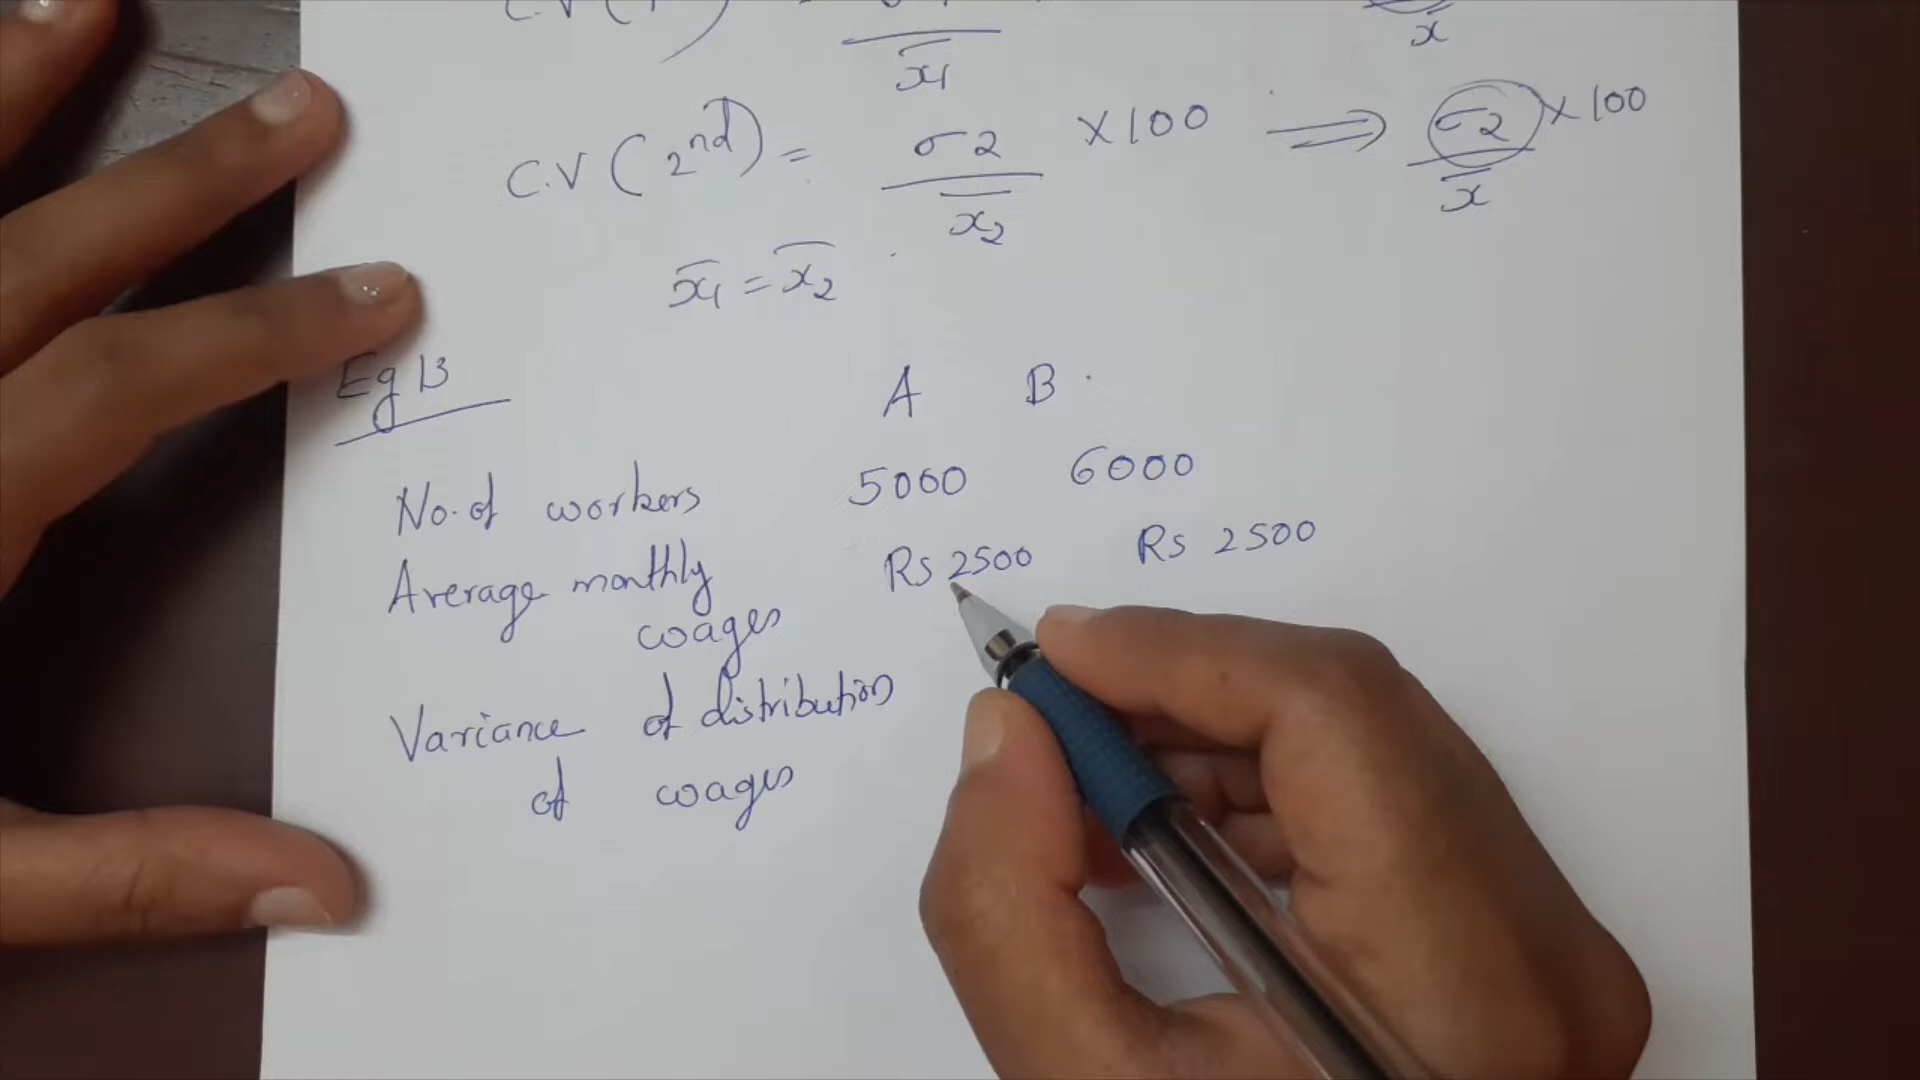 x̄₁ x̄
C.V (2nd) = σ2 / x̄2 × 100 ⇒ σ2 / x̄ × 100
x̄₁ = x̄2
Eg 13
A B
No. of workers 5000 6000
Average monthly Rs 2500 Rs 2500
wages
Variance of distribution
of wages